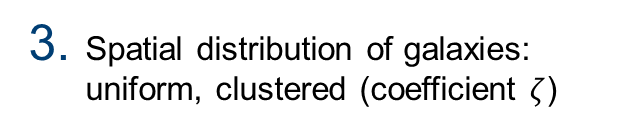 3. Spatial distribution of galaxies:
uniform, clustered (coefficient ζ)